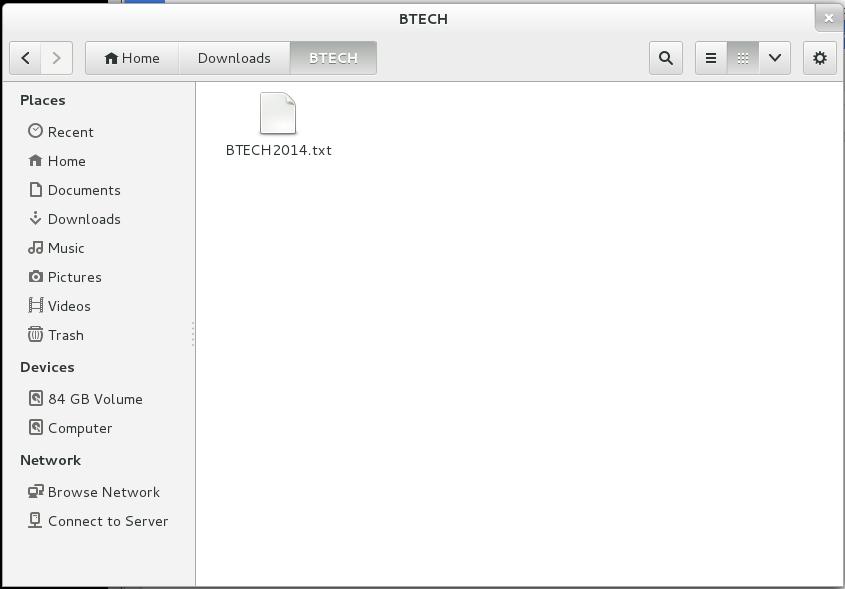 BTECH
Home Downloads BTECH
Places
Recent
Home
Documents
Downloads
Music
Pictures
Videos
Trash
Devices
84 GB Volume
Computer
Network
Browse Network
Connect to Server
BTECH2014.txt